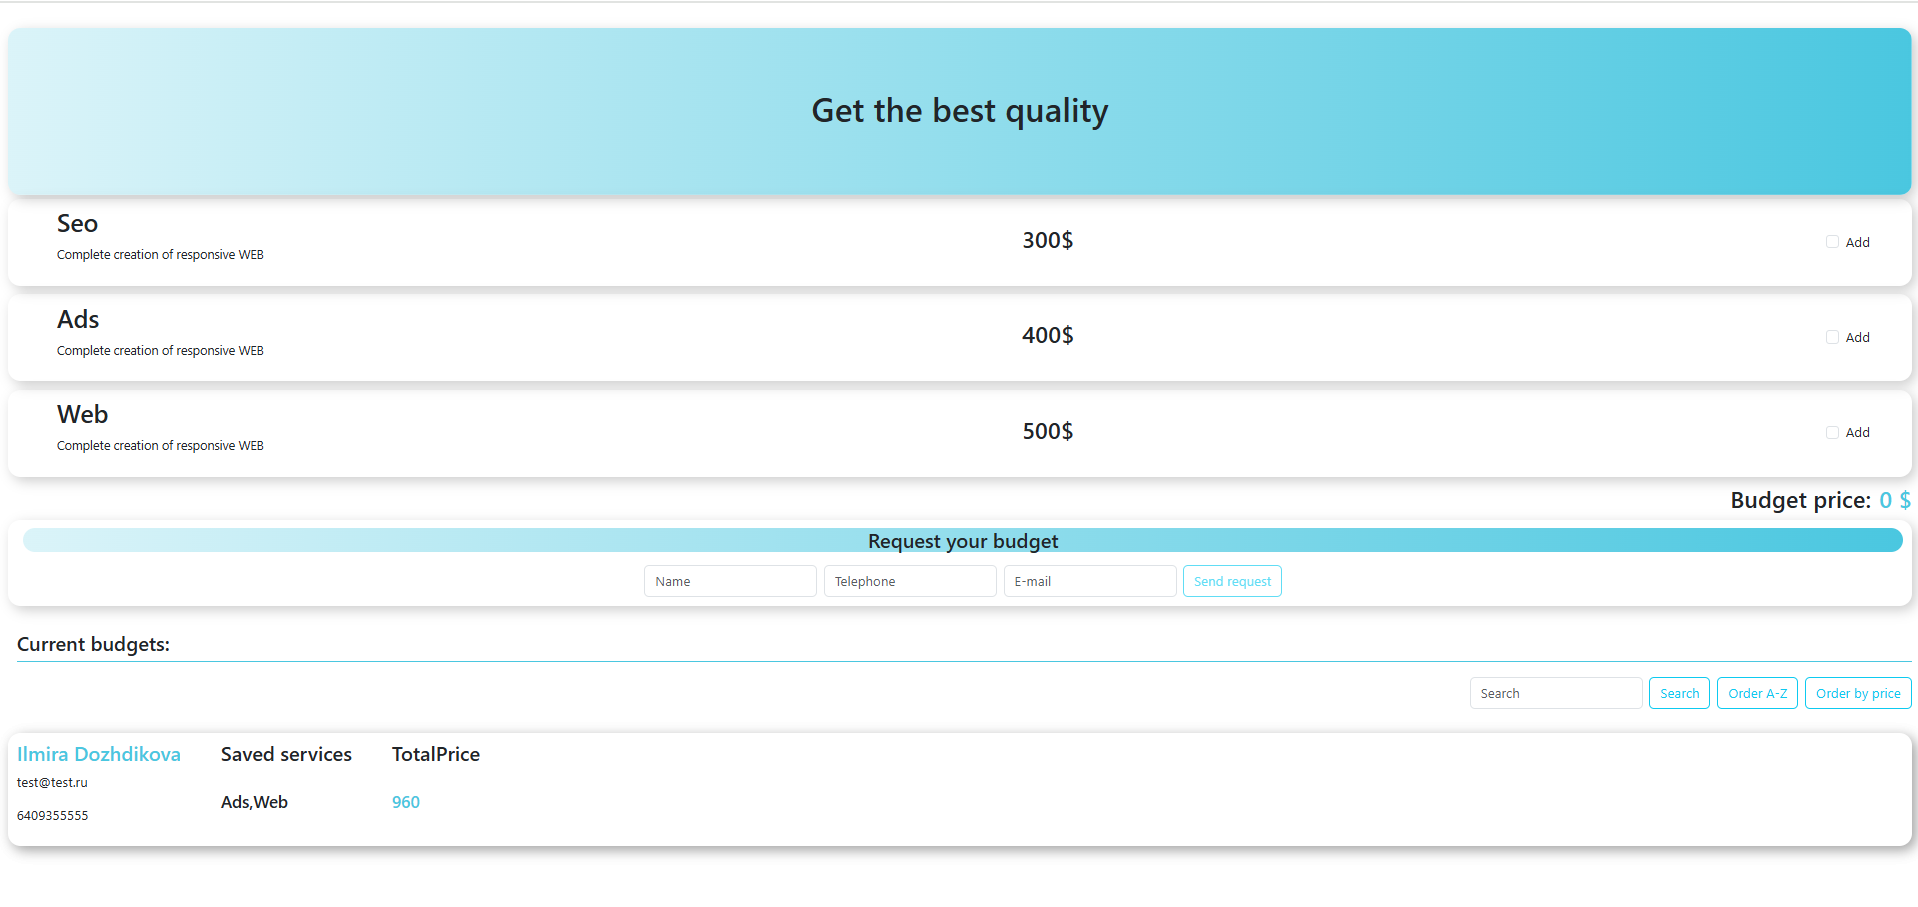 Get the best quality
Seo
Complete creation of responsive WEB
300$
Add
Ads
Complete creation of responsive WEB
400$
Add
Web
Complete creation of responsive WEB
500$
Add
Budget price: 0 $
Request your budget
Name Telephone E-mail Send request
Current budgets:
Search Search Order A-Z Order by price
Ilmira Dozhdikova Saved services TotalPrice
test@test.ru
Ads,Web 960
6409355555